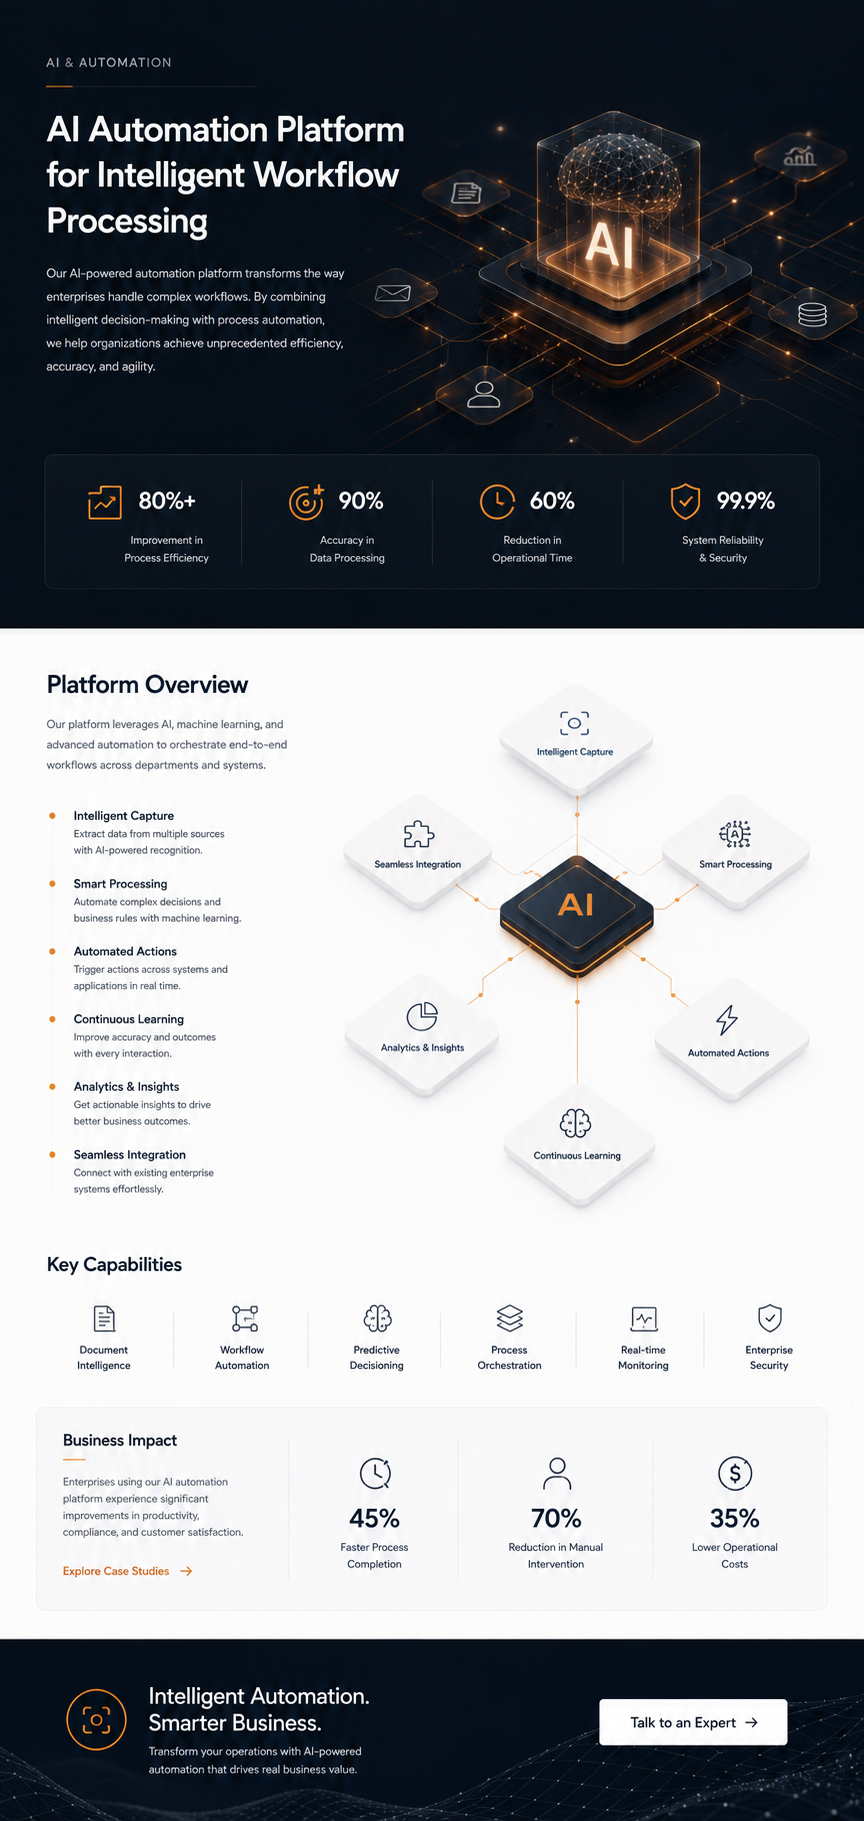 AI & AUTOMATION
AI Automation Platform
for Intelligent Workflow
Processing
Our AI-powered automation platform transforms the way
enterprises handle complex workflows. By combining
intelligent decision-making with process automation,
we help organizations achieve unprecedented efficiency,
accuracy, and agility.
AI
80%+
Improvement in
Process Efficiency
90%
Accuracy in
Data Processing
60%
Reduction in
Operational Time
99.9%
System Reliability
& Security
Platform Overview
Our platform leverages AI, machine learning, and
advanced automation to orchestrate end-to-end
workflows across departments and systems.
Intelligent Capture
Extract data from multiple sources
with AI-powered recognition.
Smart Processing
Automate complex decisions and
business rules with machine learning.
Automated Actions
Trigger actions across systems and
applications in real time.
Continuous Learning
Improve accuracy and outcomes
with every interaction.
Analytics & Insights
Get actionable insights to drive
better business outcomes.
Seamless Integration
Connect with existing enterprise
systems effortlessly.
Intelligent Capture
Seamless Integration
A
Smart Processing
AI
Analytics & Insights
Automated Actions
Continuous Learning
Key Capabilities
Document
Intelligence
Workflow
Automation
Predictive
Decisioning
Process
Orchestration
Real-time
Monitoring
Enterprise
Security
Business Impact
Enterprises using our AI automation
platform experience significant
improvements in productivity,
compliance, and customer satisfaction.
Explore Case Studies →
45%
Faster Process
Completion
70%
Reduction in Manual
Intervention
$
35%
Lower Operational
Costs
Intelligent Automation.
Smarter Business.
Transform your operations with AI-powered
automation that drives real business value.
Talk to an Expert →